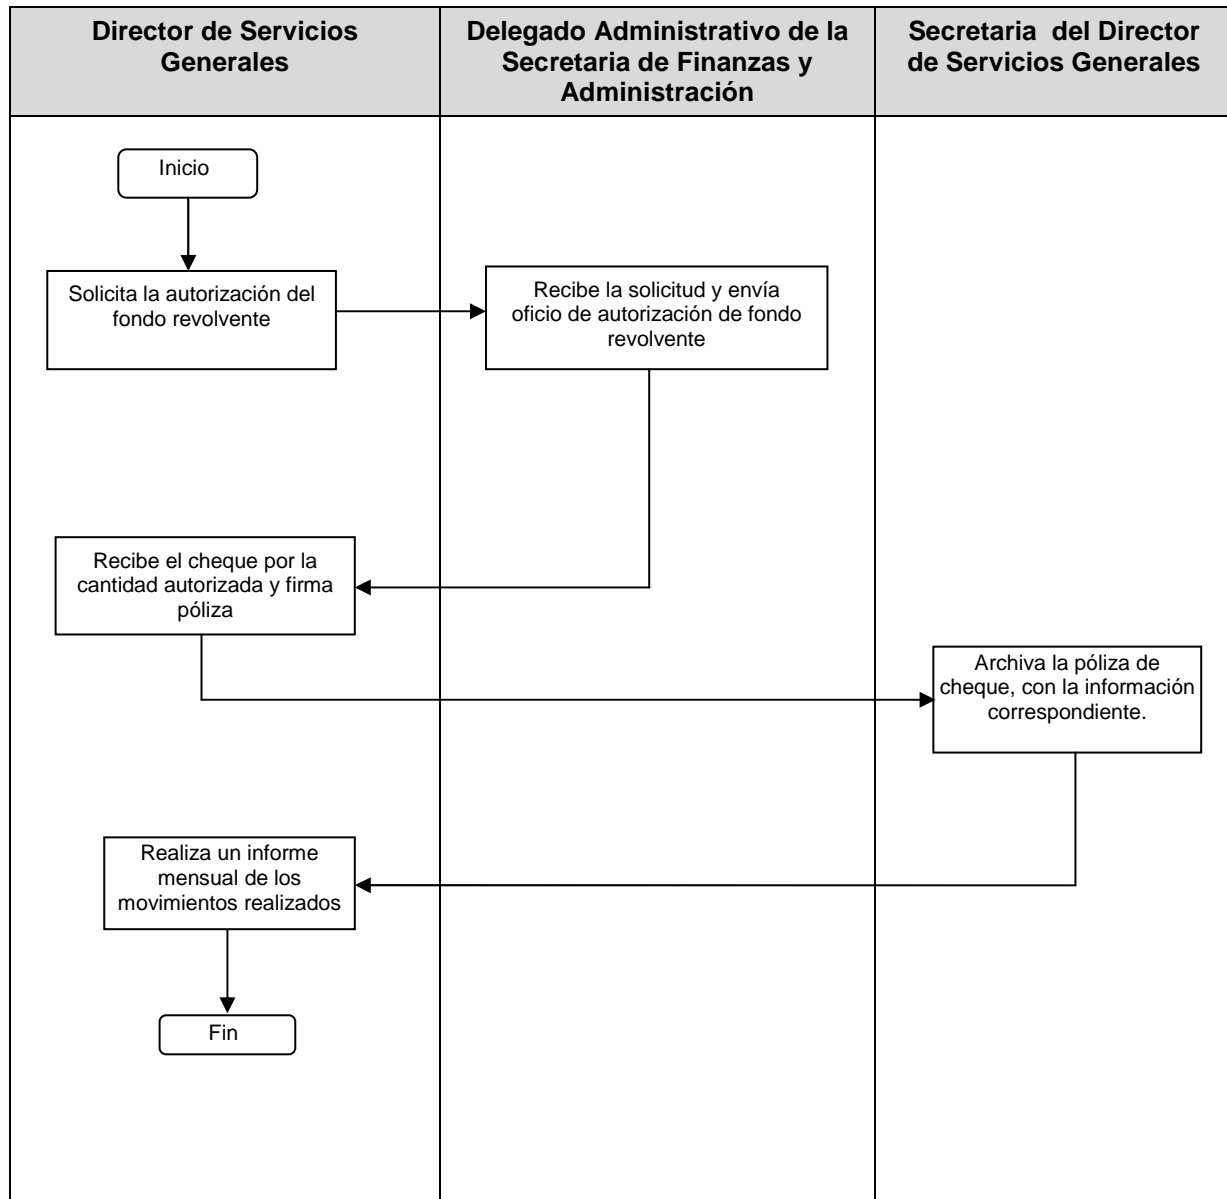 Director de Servicios
Generales
Delegado Administrativo de la
Secretaria de Finanzas y
Administración
Secretaria del Director
de Servicios Generales
Inicio
Solicita la autorización del
fondo revolvente
Recibe la solicitud y envía
oficio de autorización de fondo
revolvente
Recibe el cheque por la
cantidad autorizada y firma
póliza
Archiva la póliza de
cheque, con la información
correspondiente.
Realiza un informe
mensual de los
movimientos realizados
Fin